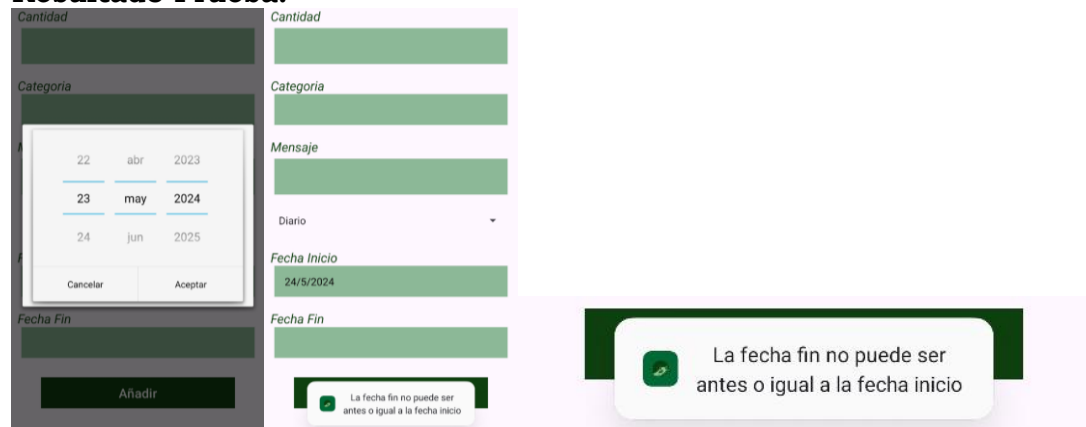 Resultado Prueba:
Cantidad
Categoria
22 abr 2023
23 may 2024
24 jun 2025
Cancelar Aceptar
Fecha Fin
Añadir
Cantidad
Categoria
Mensaje
Diario
Fecha Inicio
24/5/2024
Fecha Fin
La fecha fin no puede ser
antes o igual a la fecha inicio
La fecha fin no puede ser
antes o igual a la fecha inicio